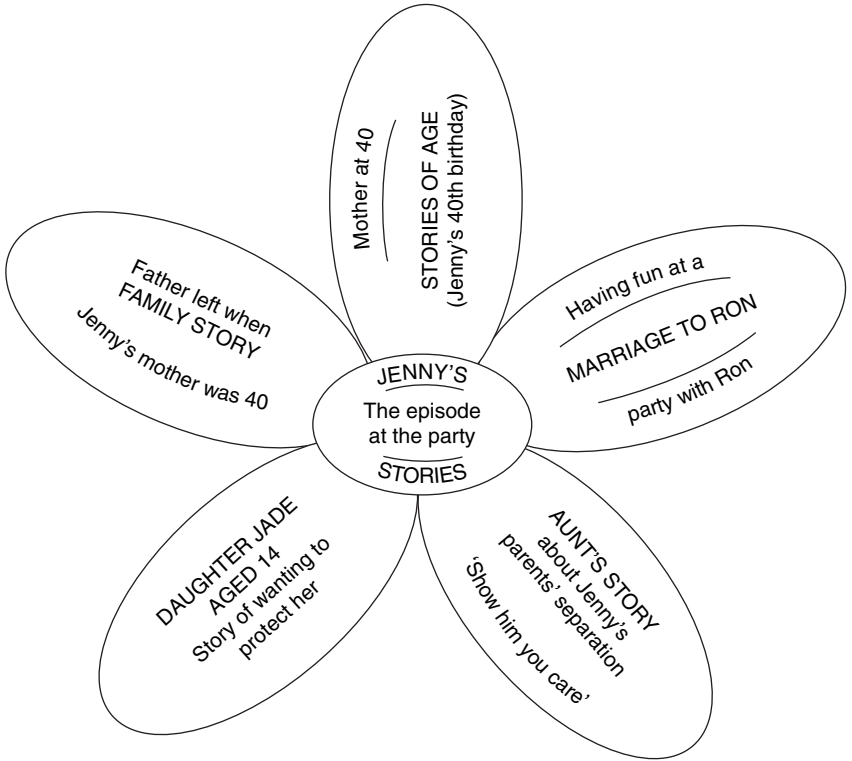 Mother at 40
STORIES OF AGE
(Jenny's 40th birthday)
Having fun at a
MARRIAGE TO RON
party with Ron
AUNT'S STORY
about Jenny's
parents' separation
'Show him you care'
DAUGHTER JADE
AGED 14
Story of wanting to
protect her
Father left when
FAMILY STORY
Jenny's mother was 40
JENNY'S
The episode
at the party
STORIES